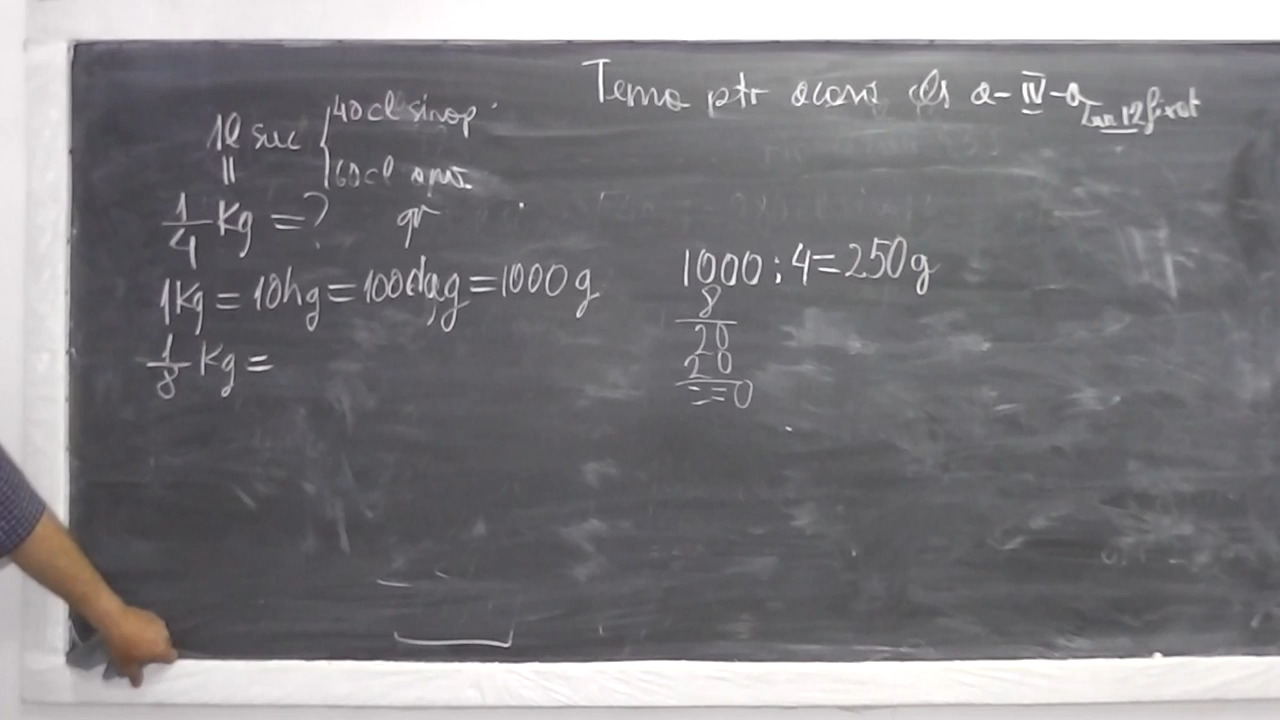 Tema ptr acasă cls a-IV-a
1l suc 40cl sirop
60cl apă.
1/4 Kg = ? gr
1Kg = 10hg = 100dag = 1000g
1/8 Kg =
1000 : 4 = 250g
8
20
20
==0